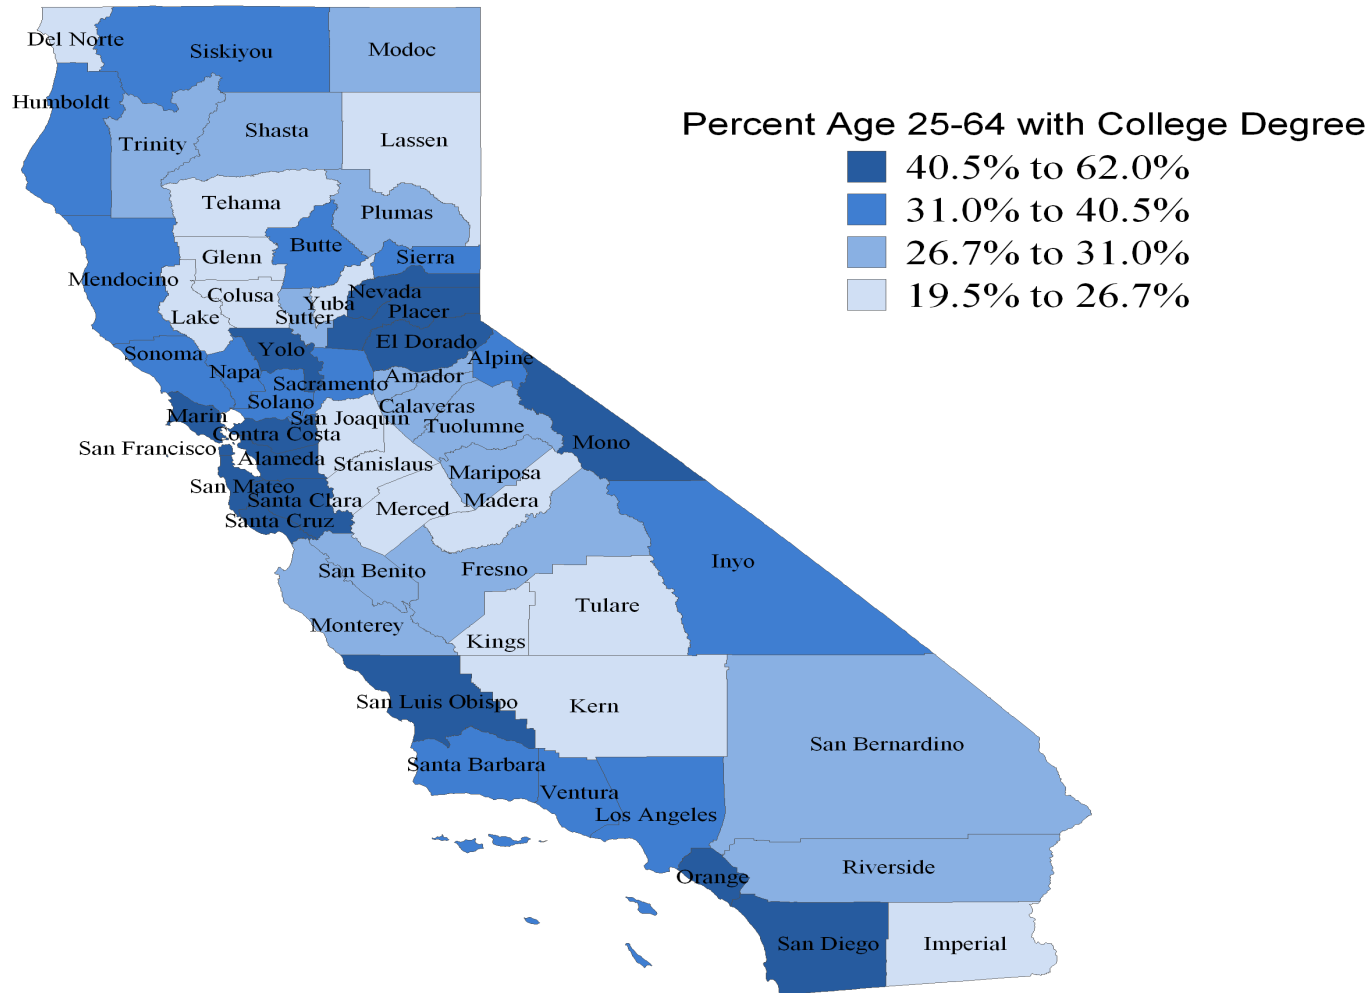 Del Norte
Siskiyou
Modoc
Humboldt
Trinity
Shasta
Lassen
Percent Age 25-64 with College Degree
40.5% to 62.0%
31.0% to 40.5%
26.7% to 31.0%
19.5% to 26.7%
Tehama
Plumas
Butte
Glenn
Sierra
Mendocino
Colusa
Nevada
Yuba
Placer
Lake
Sutter
El Dorado
Yolo
Sonoma
Alpine
Napa
Amador
Sacramento
Solano
Calaveras
Marin
San Joaquin
Tuolumne
Contra Costa
Mono
San Francisco
Alameda
Stanislaus
Mariposa
San Mateo
Santa Clara
Madera
Merced
Santa Cruz
Inyo
San Benito
Fresno
Tulare
Monterey
Kings
San Luis Obispo
Kern
San Bernardino
Santa Barbara
Ventura
Los Angeles
Riverside
Orange
San Diego
Imperial